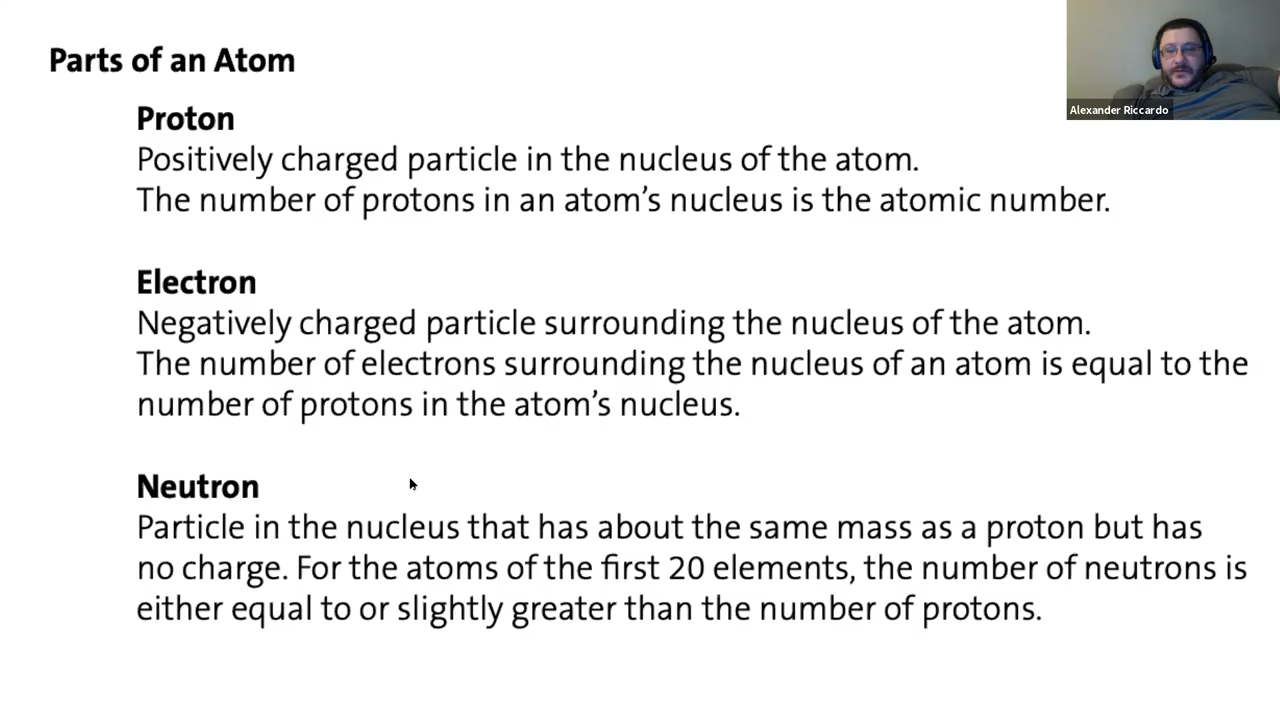 Parts of an Atom
Alexander Riccardo
Proton
Positively charged particle in the nucleus of the atom.
The number of protons in an atom’s nucleus is the atomic number.
Electron
Negatively charged particle surrounding the nucleus of the atom.
The number of electrons surrounding the nucleus of an atom is equal to the
number of protons in the atom’s nucleus.
Neutron
Particle in the nucleus that has about the same mass as a proton but has
no charge. For the atoms of the first 20 elements, the number of neutrons is
either equal to or slightly greater than the number of protons.